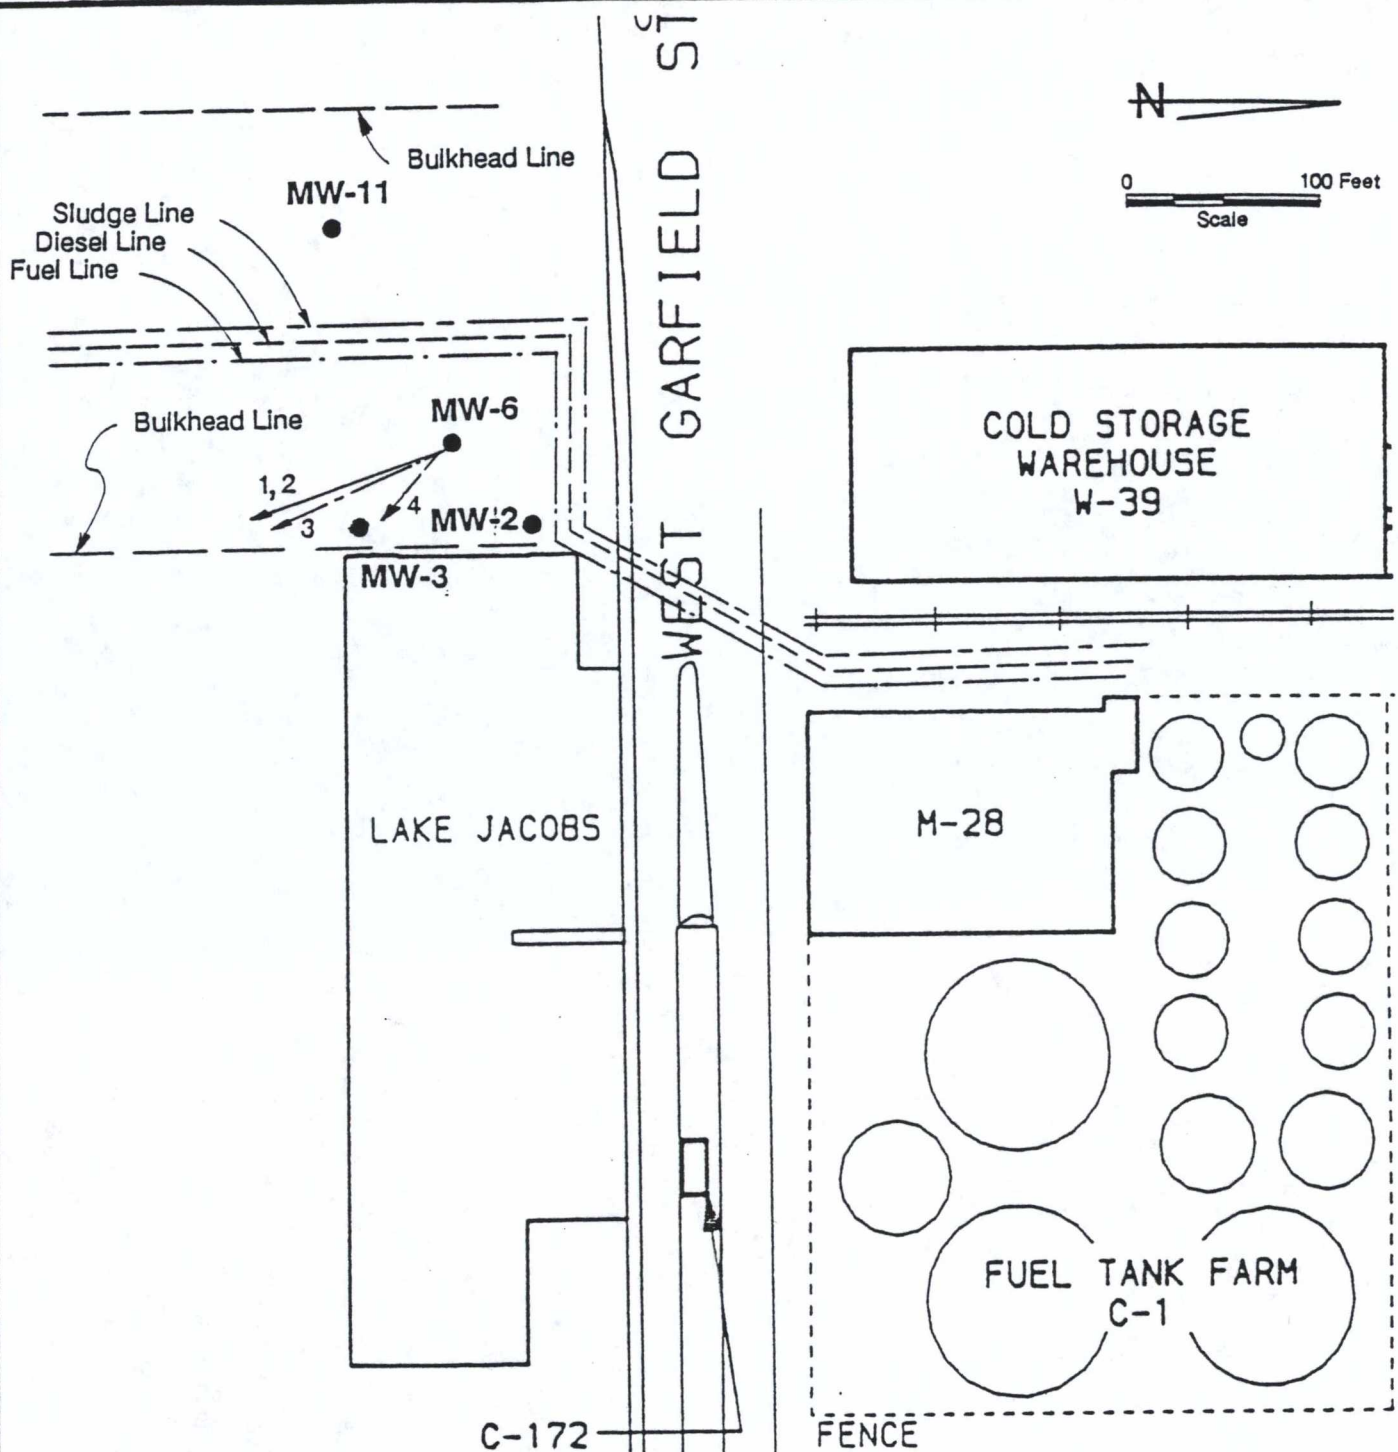 WEST GARFIELD ST
N
Bulkhead Line
MW-11
0 100 Feet
Scale
Sludge Line
Diesel Line
Fuel Line
Bulkhead Line
MW-6
COLD STORAGE
WAREHOUSE
W-39
1,2
4
3
MW-2
MW-3
LAKE JACOBS
M-28
FUEL TANK FARM
C-1
C-172
FENCE